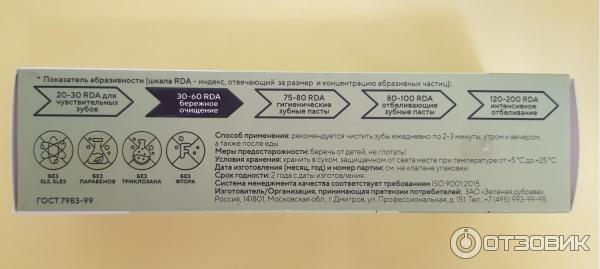 * Показатель абразивности (шкала RDA – индекс, отвечающий за размер и концентрацию абразивных частиц):
20-30 RDA для
чувствительных
зубов
30-60 RDA
бережное
очищение
75-80 RDA
гигиенические
зубные пасты
80-100 RDA
отбеливающие
зубные пасты
120-200 RDA
интенсивное
отбеливание
БЕЗ
SLS, SLES
БЕЗ
ПАРАБЕНОВ
БЕЗ
ТРИКЛОЗАНА
F
БЕЗ
ФТОРА
ГОСТ 7983-99
Способ применения: рекомендуется чистить зубы ежедневно по 2-3 минуты, утром и вечером,
а также после еды.
Меры предосторожности: беречь от детей, не глотать!
Условия хранения: хранить в сухом, защищенном от света месте при температуре от +5 °С до +25 °С.
Дата изготовления (месяц, год) и номер партии: см. на клапане упаковки.
Срок годности: 2 года с даты изготовления.
Система менеджмента качества соответствует требованиям ISO 9001:2015
Изготовитель/Организация, принимающая претензии потребителей: ЗАО «Зеленая дубрава»,
Россия, 141801, Московская обл., г. Дмитров, ул. Профессиональная, д. 151. Тел.: +7 (495) 993-99-95.
ОТЗОВИК